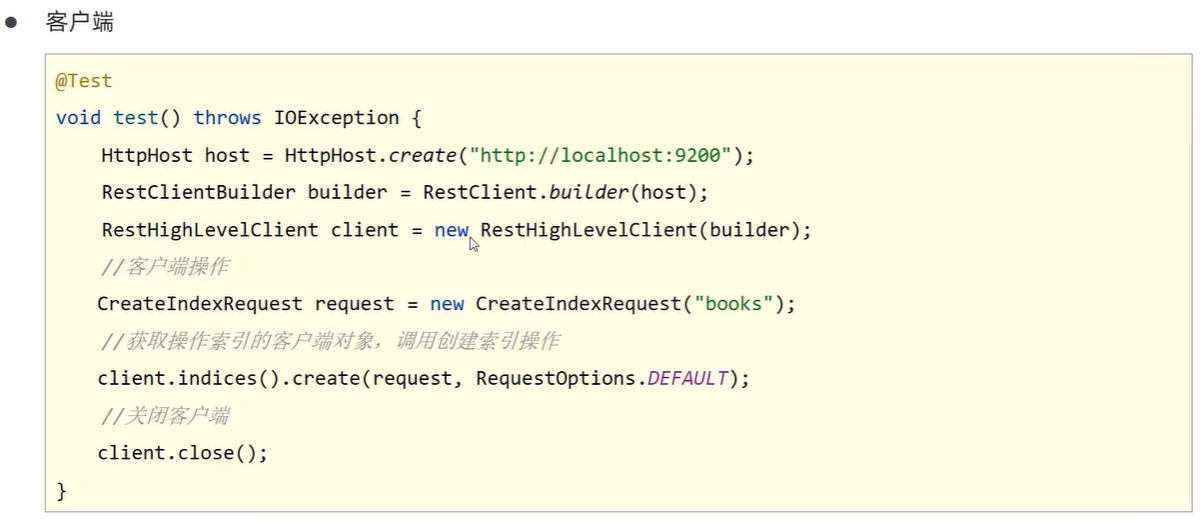 ● 客户端
@Test
void test() throws IOException {
    HttpHost host = HttpHost.create("http://localhost:9200");
    RestClientBuilder builder = RestClient.builder(host);
    RestHighLevelClient client = new RestHighLevelClient(builder);
    //客户端操作
    CreateIndexRequest request = new CreateIndexRequest("books");
    //获取操作索引的客户端对象，调用创建索引操作
    client.indices().create(request, RequestOptions.DEFAULT);
    //关闭客户端
    client.close();
}